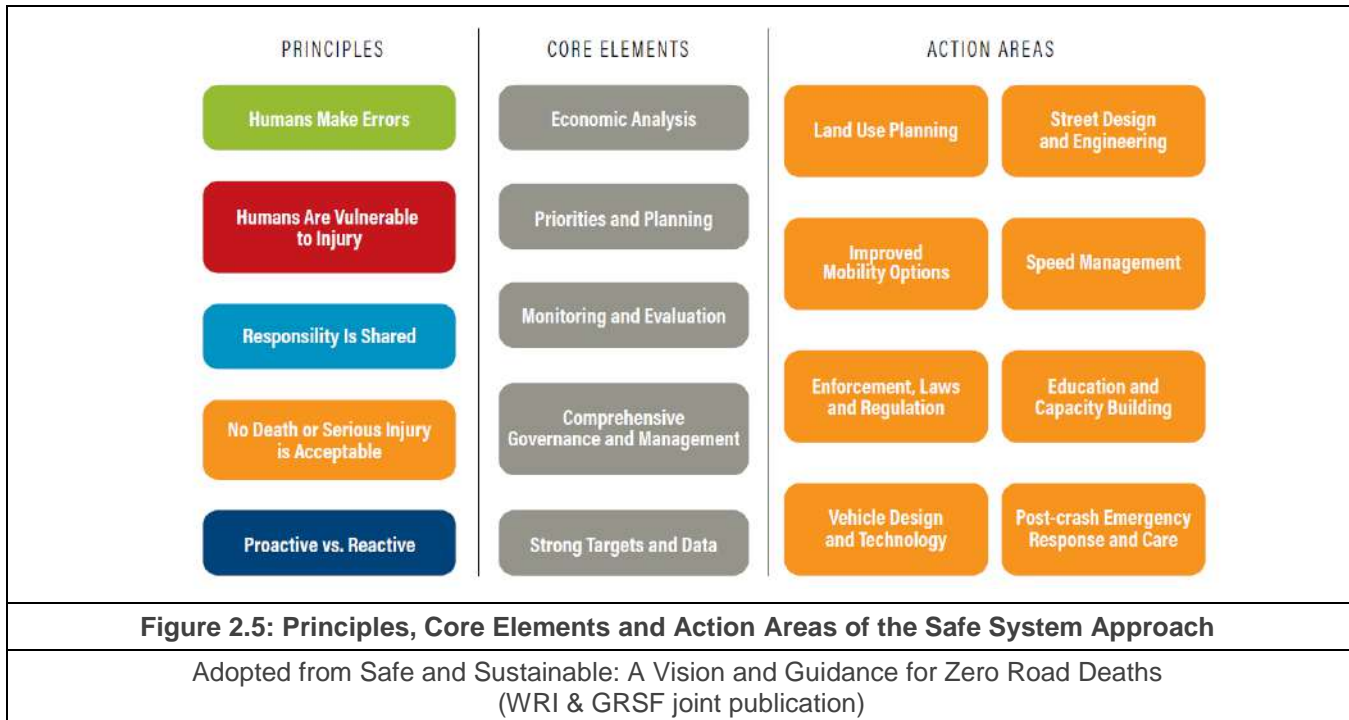 PRINCIPLES
Humans Make Errors
Humans Are Vulnerable
to Injury
Responsility Is Shared
No Death or Serious Injury
is Acceptable
Proactive vs. Reactive
CORE ELEMENTS
Economic Analysis
Priorities and Planning
Monitoring and Evaluation
Comprehensive
Governance and Management
Strong Targets and Data
ACTION AREAS
Land Use Planning
Street Design
and Engineering
Improved
Mobility Options
Speed Management
Enforcement, Laws
and Regulation
Education and
Capacity Building
Vehicle Design
and Technology
Post-crash Emergency
Response and Care
Figure 2.5: Principles, Core Elements and Action Areas of the Safe System Approach
Adopted from Safe and Sustainable: A Vision and Guidance for Zero Road Deaths
(WRI & GRSF joint publication)